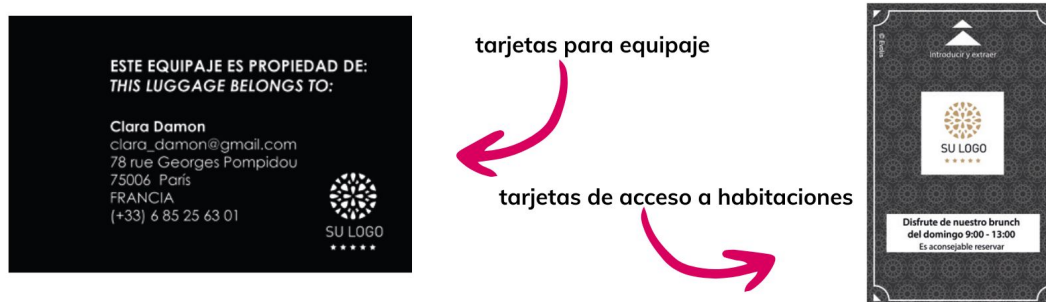 ESTE EQUIPAJE ES PROPIEDAD DE:
THIS LUGGAGE BELONGS TO:
Clara Damon
clara_damon@gmail.com
78 rue Georges Pompidou
75006 París
FRANCIA
(+33) 6 85 25 63 01
SU LOGO
tarjetas para equipaje
tarjetas de acceso a habitaciones
© Evolis
introducir y extraer
SU LOGO
Disfrute de nuestro brunch
del domingo 9:00 - 13:00
Es aconsejable reservar